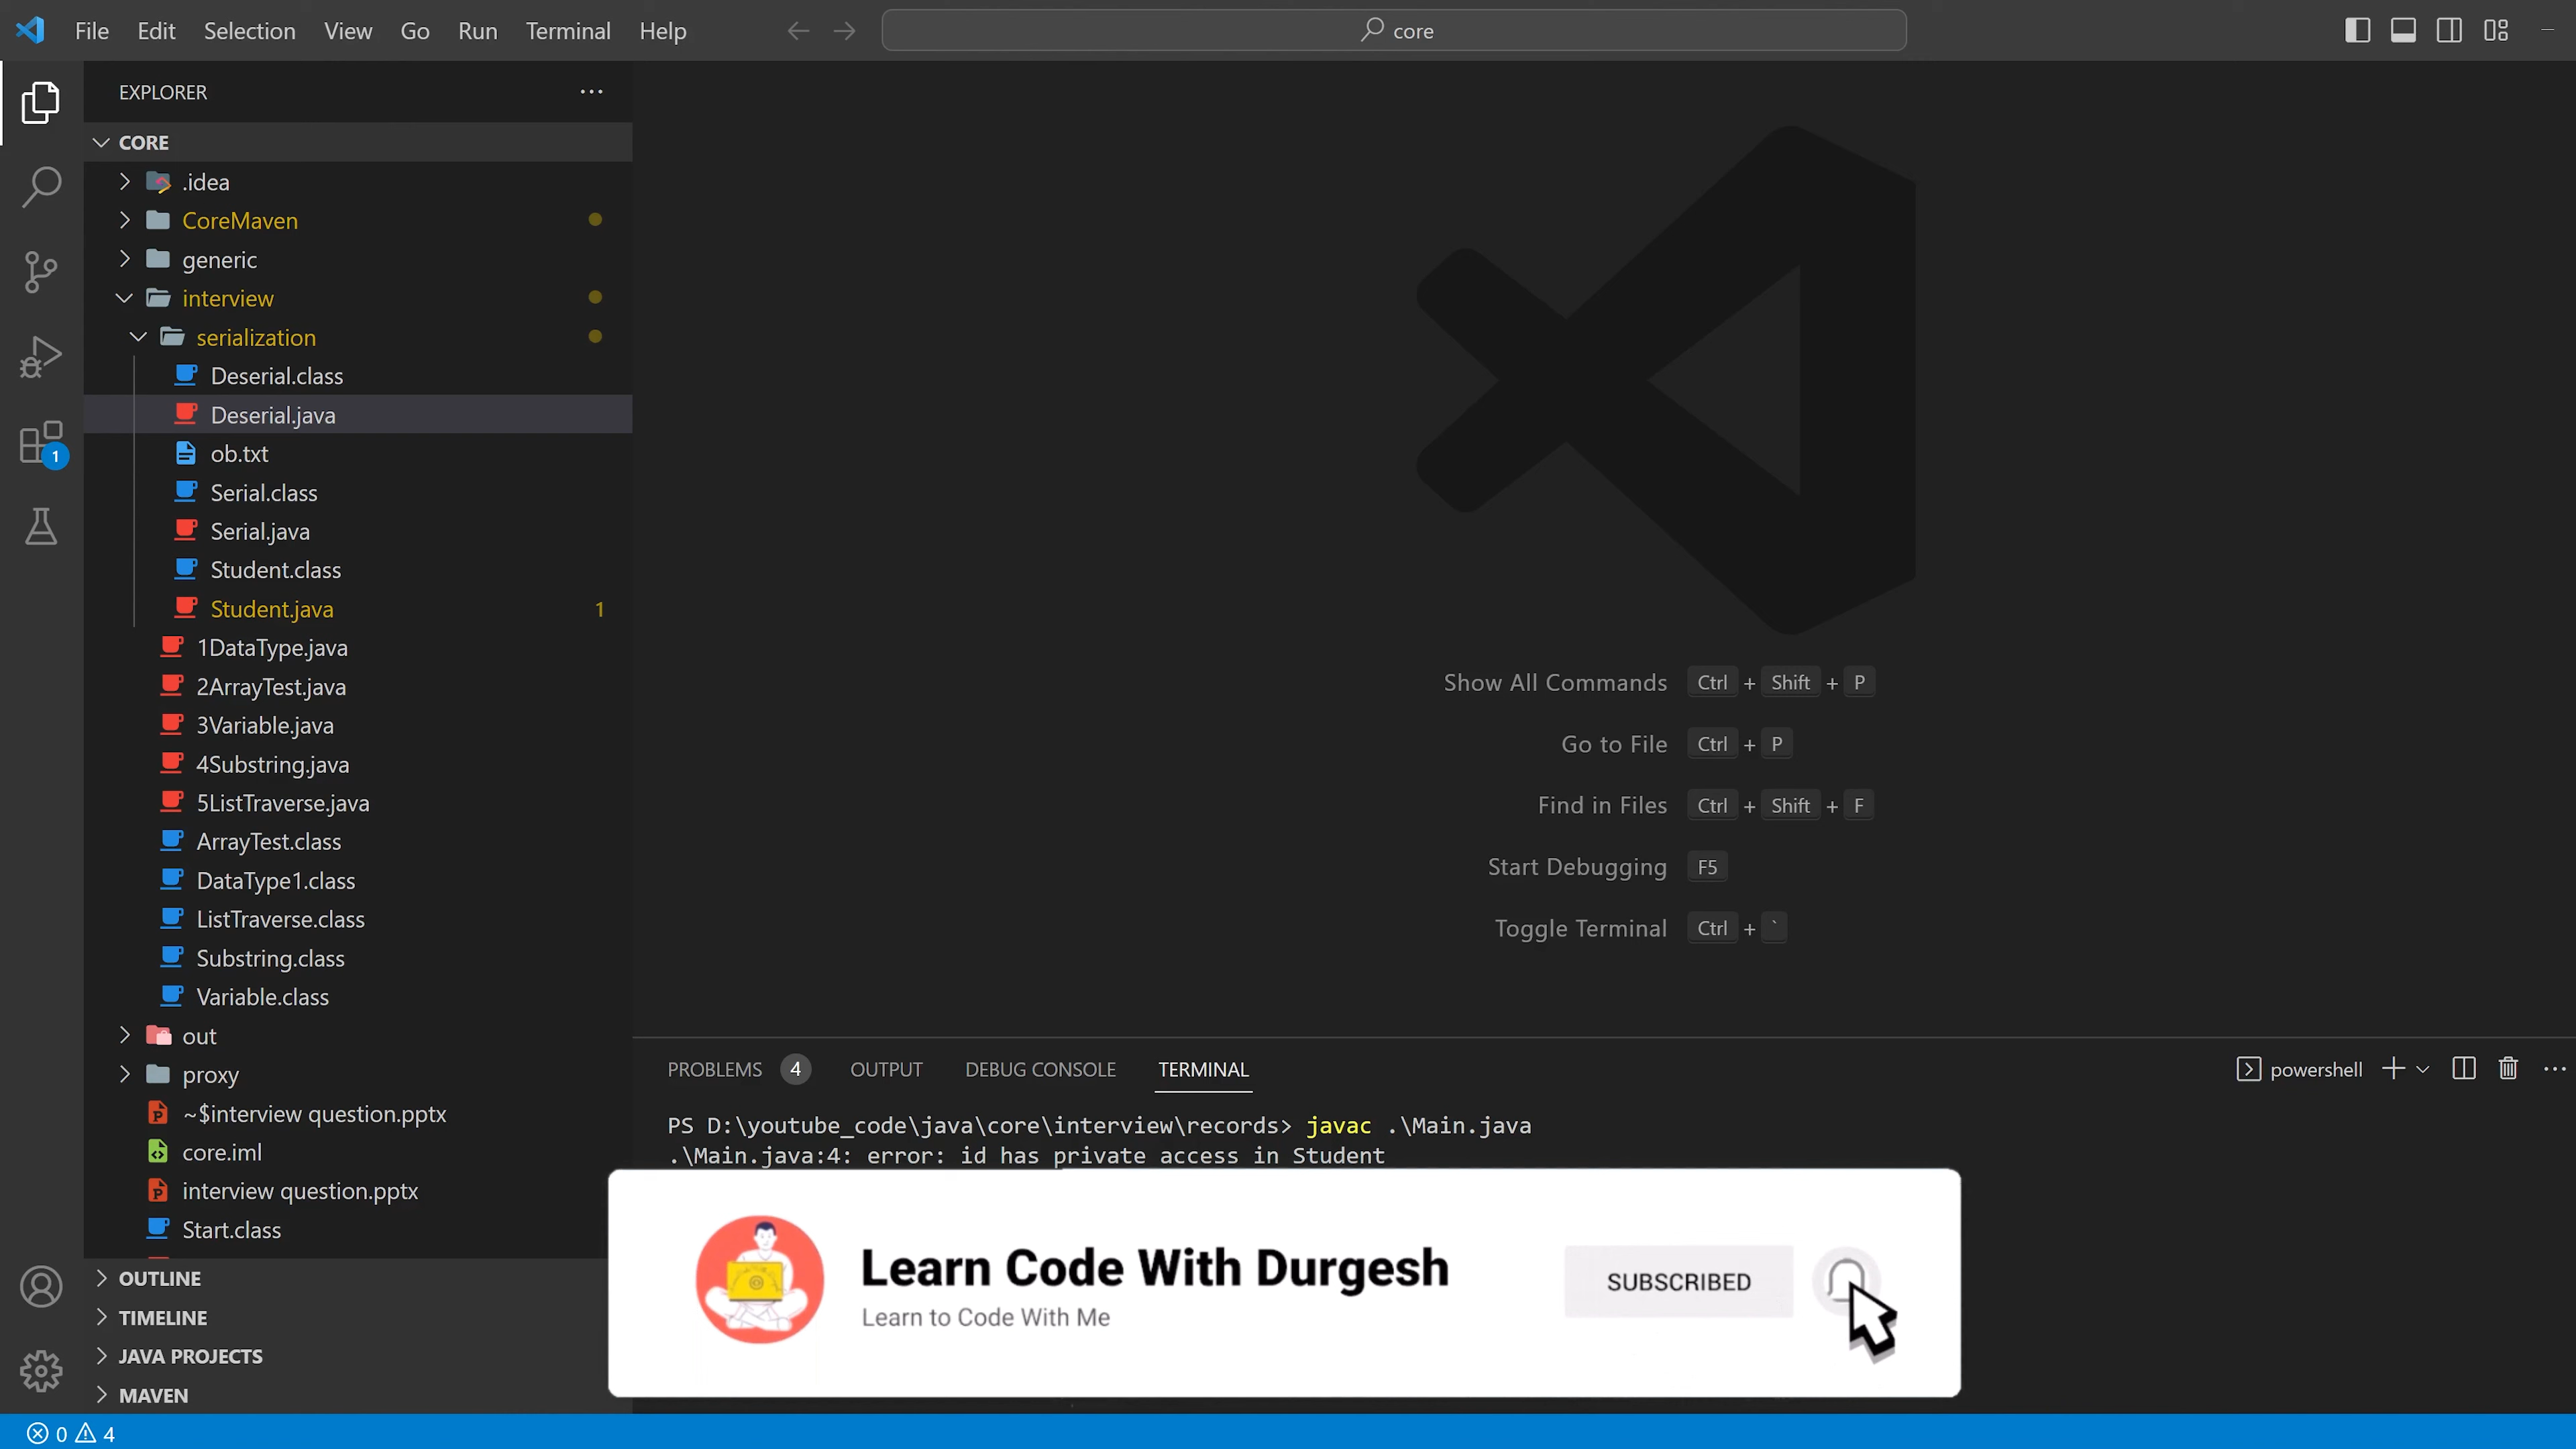 File Edit Selection View Go Run Terminal Help
core
EXPLORER
CORE
.idea
CoreMaven
generic
interview
serialization
Deserial.class
Deserial.java
ob.txt
Serial.class
Serial.java
Student.class
Student.java 1
1DataType.java
2ArrayTest.java
3Variable.java
4Substring.java
5ListTraverse.java
ArrayTest.class
DataType1.class
ListTraverse.class
Substring.class
Variable.class
out
proxy
~$interview question.pptx
core.iml
interview question.pptx
Start.class
OUTLINE
TIMELINE
JAVA PROJECTS
MAVEN
1
Show All Commands Ctrl + Shift + P
Go to File Ctrl + P
Find in Files Ctrl + Shift + F
Start Debugging F5
Toggle Terminal Ctrl + `
PROBLEMS 4 OUTPUT DEBUG CONSOLE TERMINAL
powershell
PS D:\youtube_code\java\core\interview\records> javac .\Main.java
.\Main.java:4: error: id has private access in Student
Learn Code With Durgesh
Learn to Code With Me
SUBSCRIBED
0 4